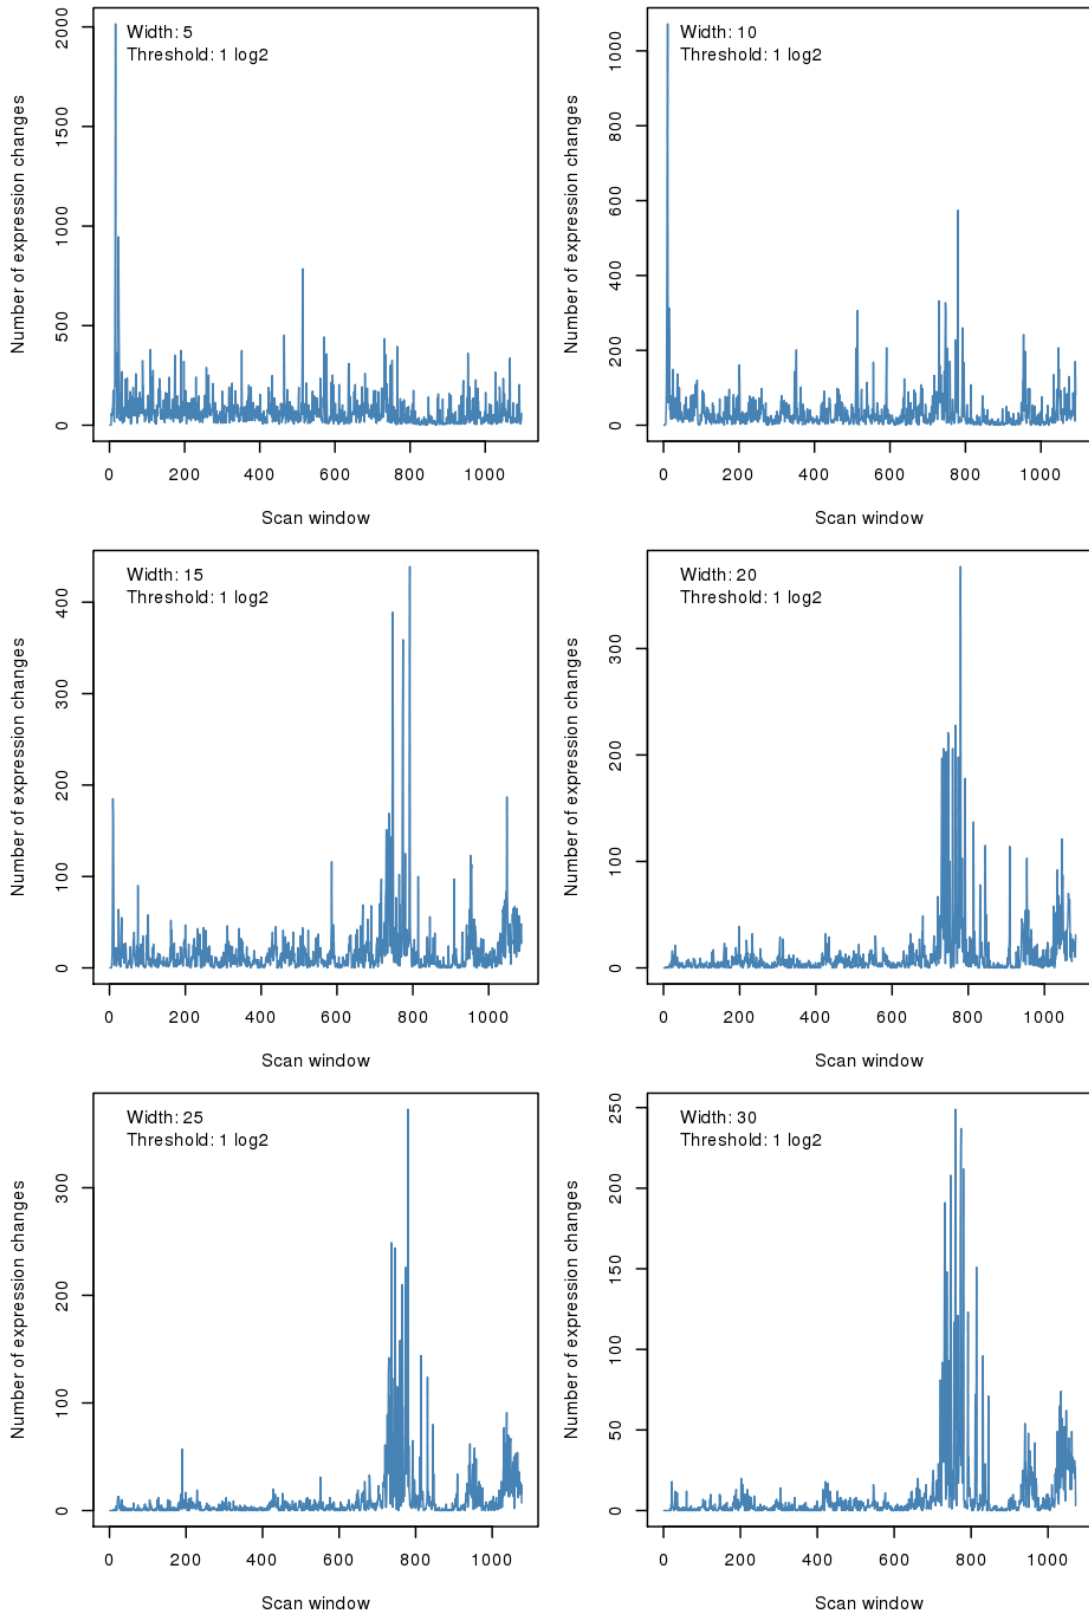 Width: 5
Threshold: 1 log2
Number of expression changes
0
500
1000
1500
2000
0 200 400 600 800 1000
Scan window
Width: 10
Threshold: 1 log2
Number of expression changes
0
200
400
600
800
1000
0 200 400 600 800 1000
Scan window
Width: 15
Threshold: 1 log2
Number of expression changes
0
100
200
300
400
0 200 400 600 800 1000
Scan window
Width: 20
Threshold: 1 log2
Number of expression changes
0
100
200
300
0 200 400 600 800 1000
Scan window
Width: 25
Threshold: 1 log2
Number of expression changes
0
100
200
300
0 200 400 600 800 1000
Scan window
Width: 30
Threshold: 1 log2
Number of expression changes
0
50
100
150
200
250
0 200 400 600 800 1000
Scan window